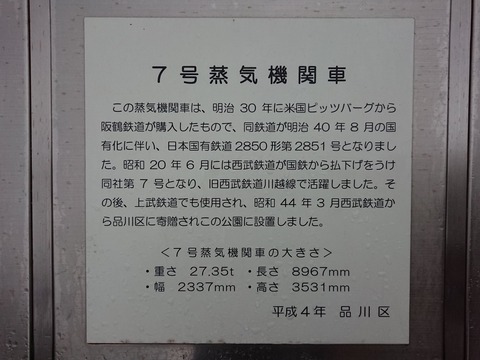 7号蒸気機関車
この蒸気機関車は、明治 30 年に米国ピッツバーグから
阪鶴鉄道が購入したもので、同鉄道が明治 40 年 8 月の国
有化に伴い、日本国有鉄道 2850 形第 2851 号となりまし
た。昭和 20 年 6 月には西武鉄道が国鉄から払下げをうけ
同社第 7 号となり、旧西武鉄道川越線で活躍しました。そ
の後、上武鉄道でも使用され、昭和 44 年 3 月西武鉄道か
ら品川区に寄贈されこの公園に設置しました。
＜7号蒸気機関車の大きさ＞
・重さ 27.35t ・長さ 8967mm
・幅 2337mm ・高さ 3531mm
平成4年 品川区